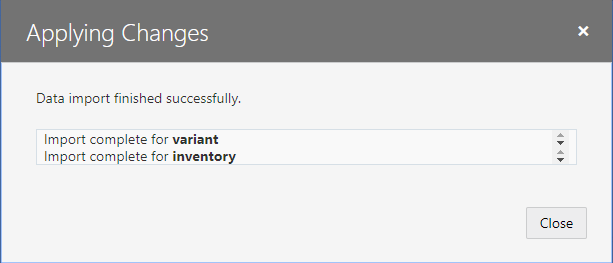 Applying Changes
Data import finished successfully.
Import complete for variant
Import complete for inventory
Close